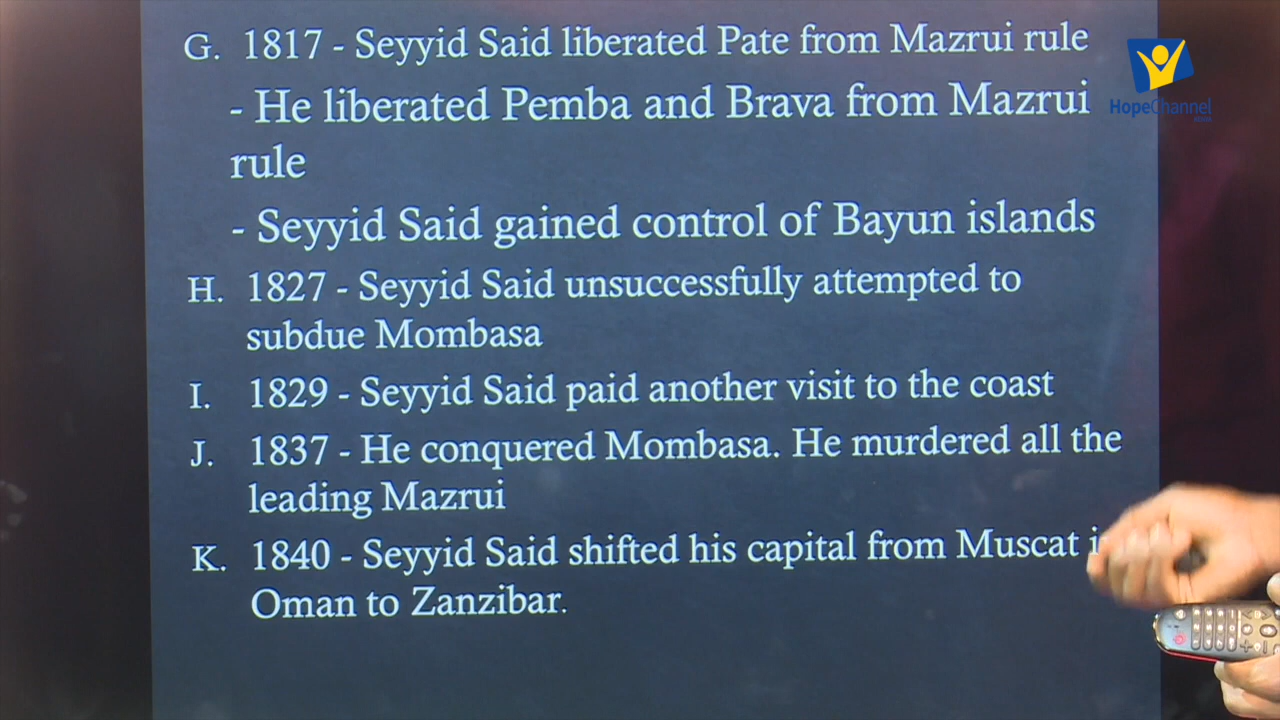 G. 1817 - Seyyid Said liberated Pate from Mazrui rule
- He liberated Pemba and Brava from Mazrui
rule
- Seyyid Said gained control of Bayun islands
H. 1827 - Seyyid Said unsuccessfully attempted to
subdue Mombasa
I. 1829 - Seyyid Said paid another visit to the coast
J. 1837 - He conquered Mombasa. He murdered all the
leading Mazrui
K. 1840 - Seyyid Said shifted his capital from Muscat
Oman to Zanzibar.
HopeChannel